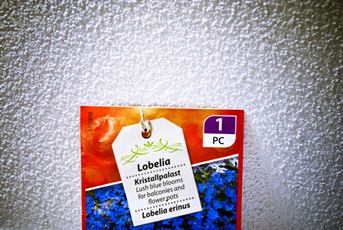 1
PC
Lobelia
Kristallpalast
Lush blue blooms
for balconies and
flower pots
Lobelia erinus